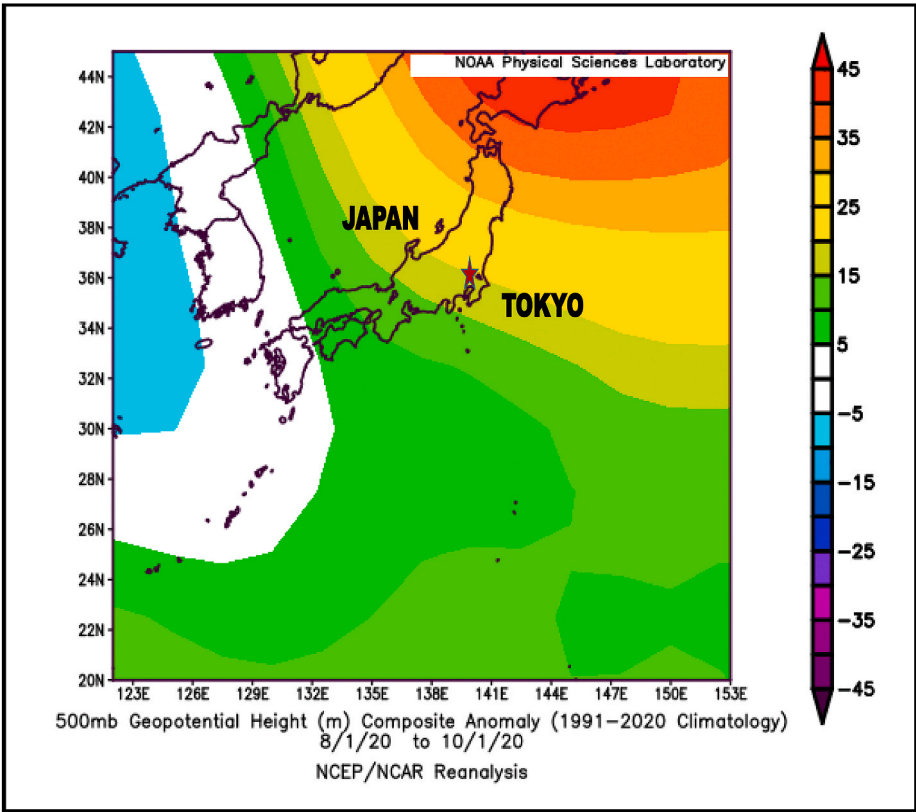 NOAA Physical Sciences Laboratory
44N
42N
40N
38N
36N
34N
32N
30N
28N
26N
24N
22N
20N
JAPAN
TOKYO
123E 126E 129E 132E 135E 138E 141E 144E 147E 150E 153E
45
35
25
15
5
−5
−15
−25
−35
−45
500mb Geopotential Height (m) Composite Anomaly (1991−2020 Climatology)
8/1/20 to 10/1/20
NCEP/NCAR Reanalysis